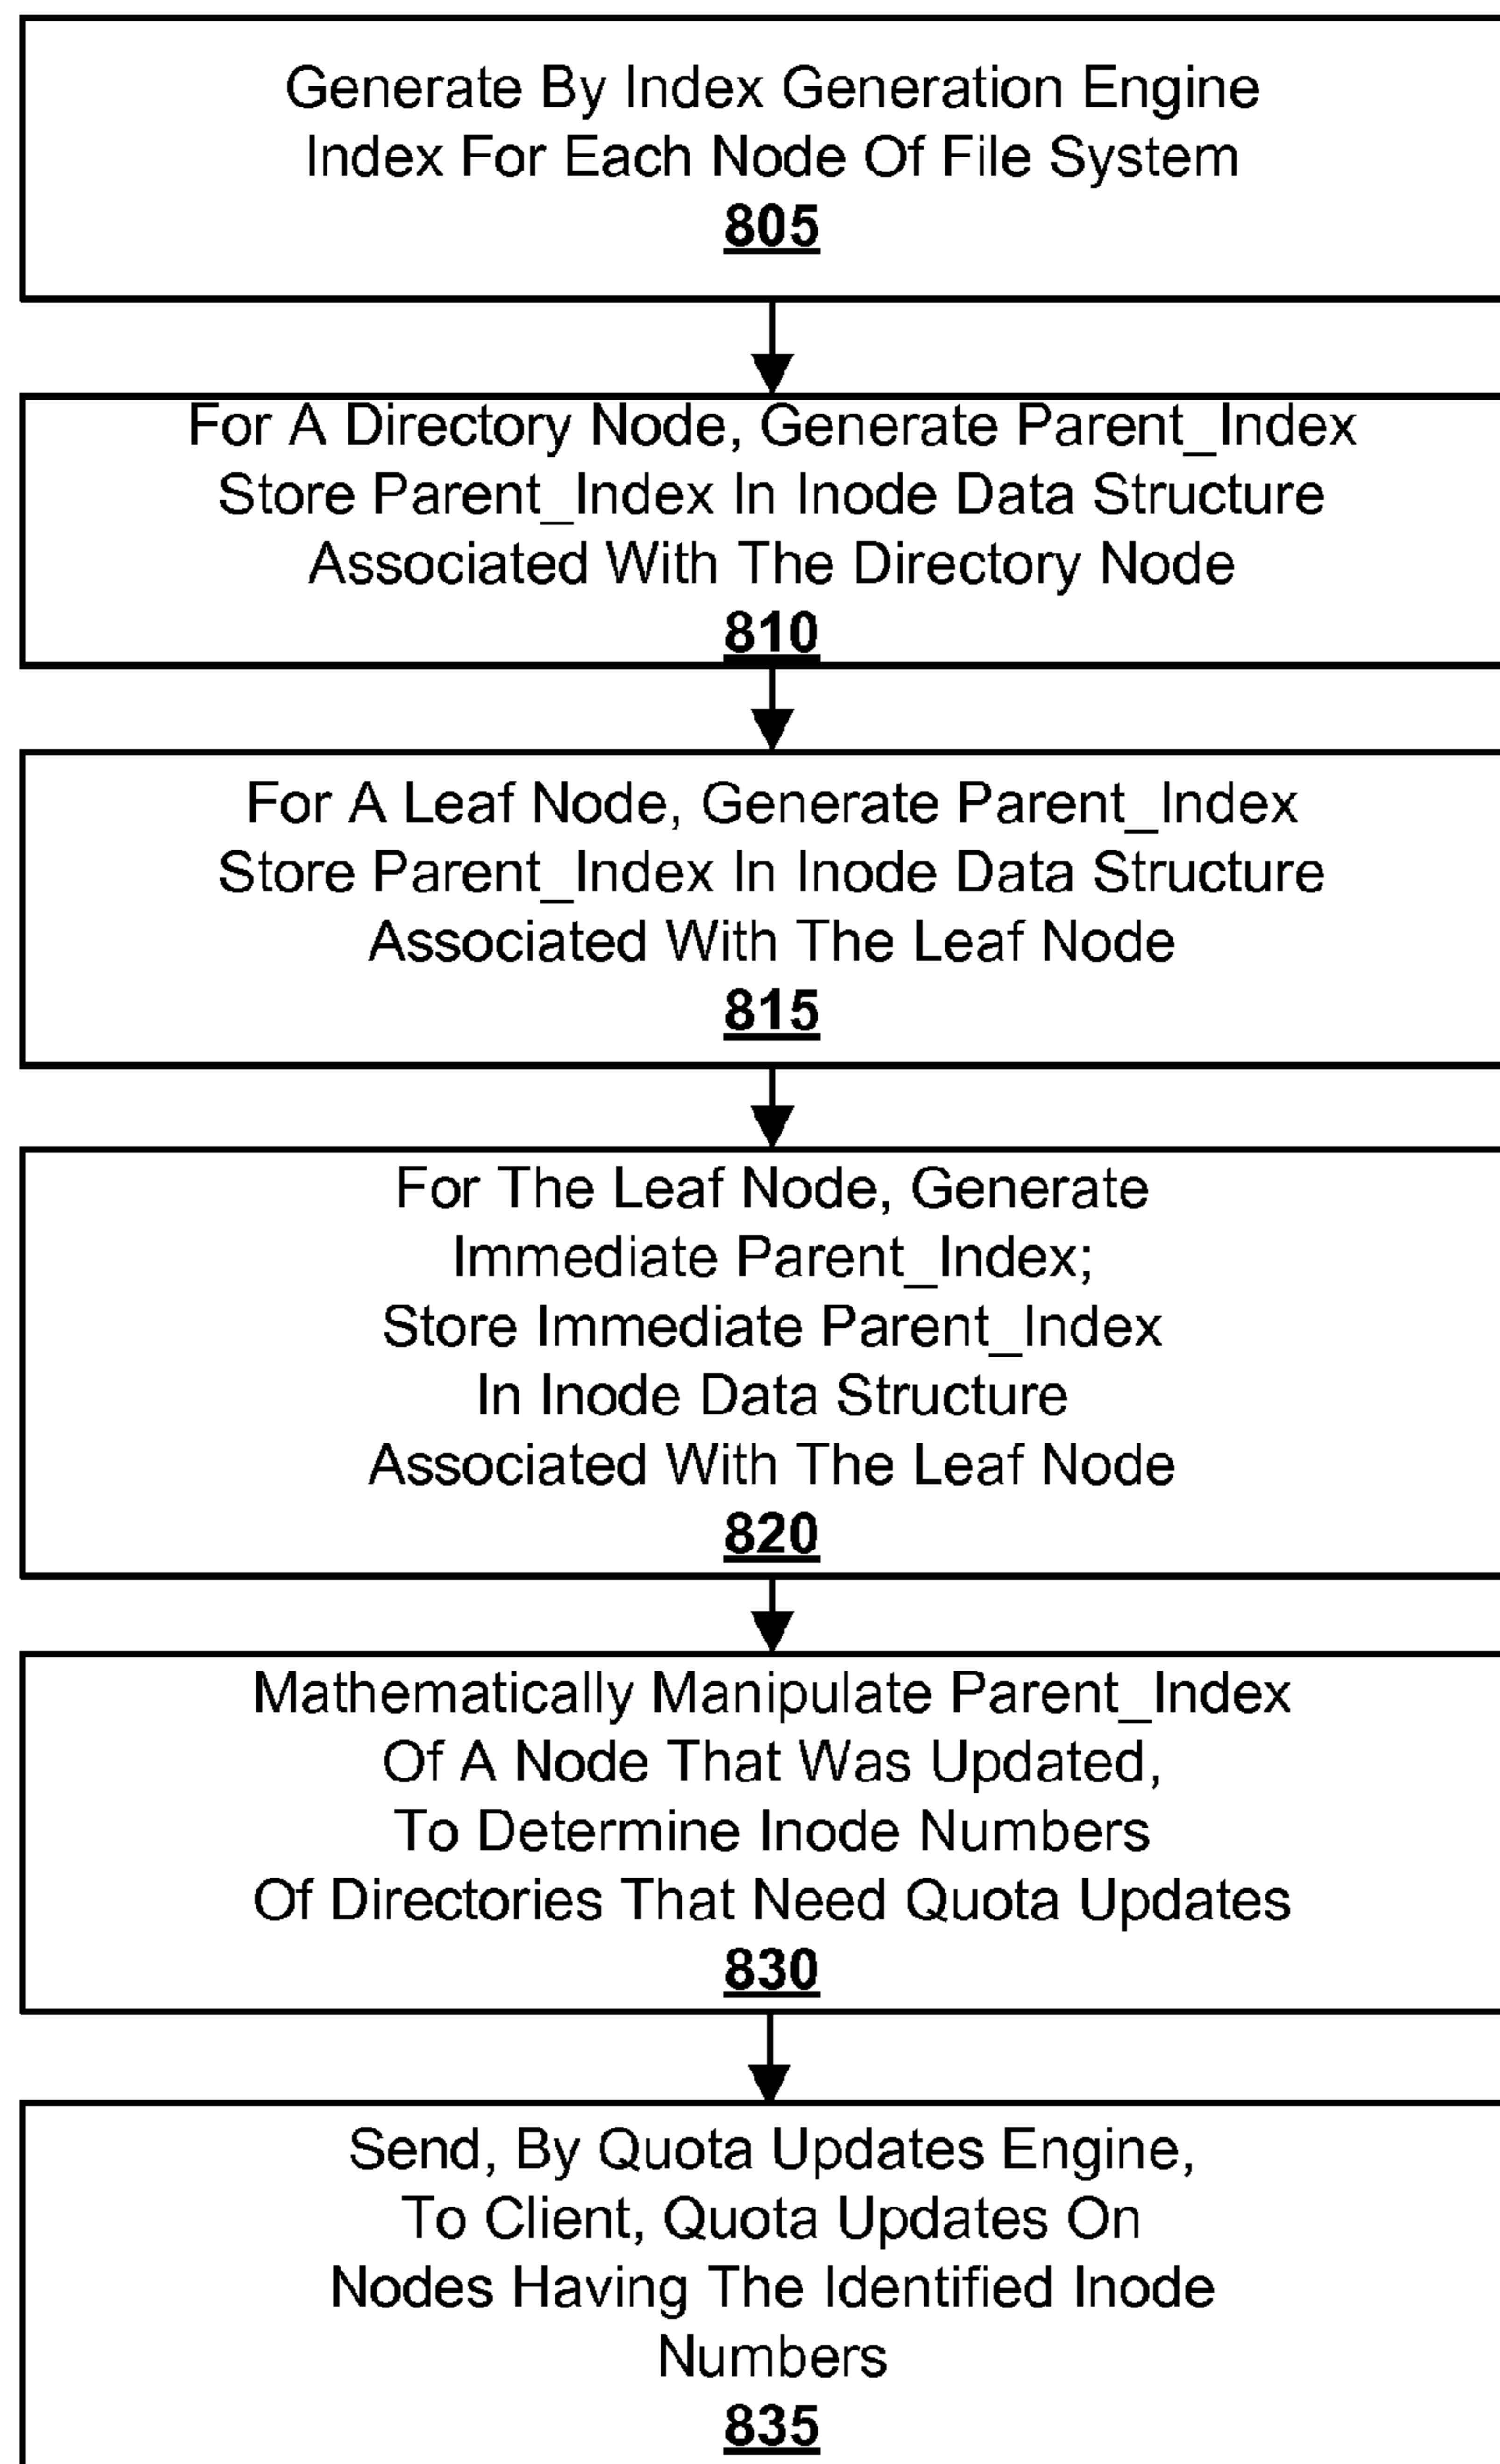 Generate By Index Generation Engine
Index For Each Node Of File System
805
For A Directory Node, Generate Parent_Index
Store Parent_Index In Inode Data Structure
Associated With The Directory Node
810
For A Leaf Node, Generate Parent_Index
Store Parent_Index In Inode Data Structure
Associated With The Leaf Node
815
For The Leaf Node, Generate
Immediate Parent_Index;
Store Immediate Parent_Index
In Inode Data Structure
Associated With The Leaf Node
820
Mathematically Manipulate Parent_Index
Of A Node That Was Updated,
To Determine Inode Numbers
Of Directories That Need Quota Updates
830
Send, By Quota Updates Engine,
To Client, Quota Updates On
Nodes Having The Identified Inode
Numbers
835